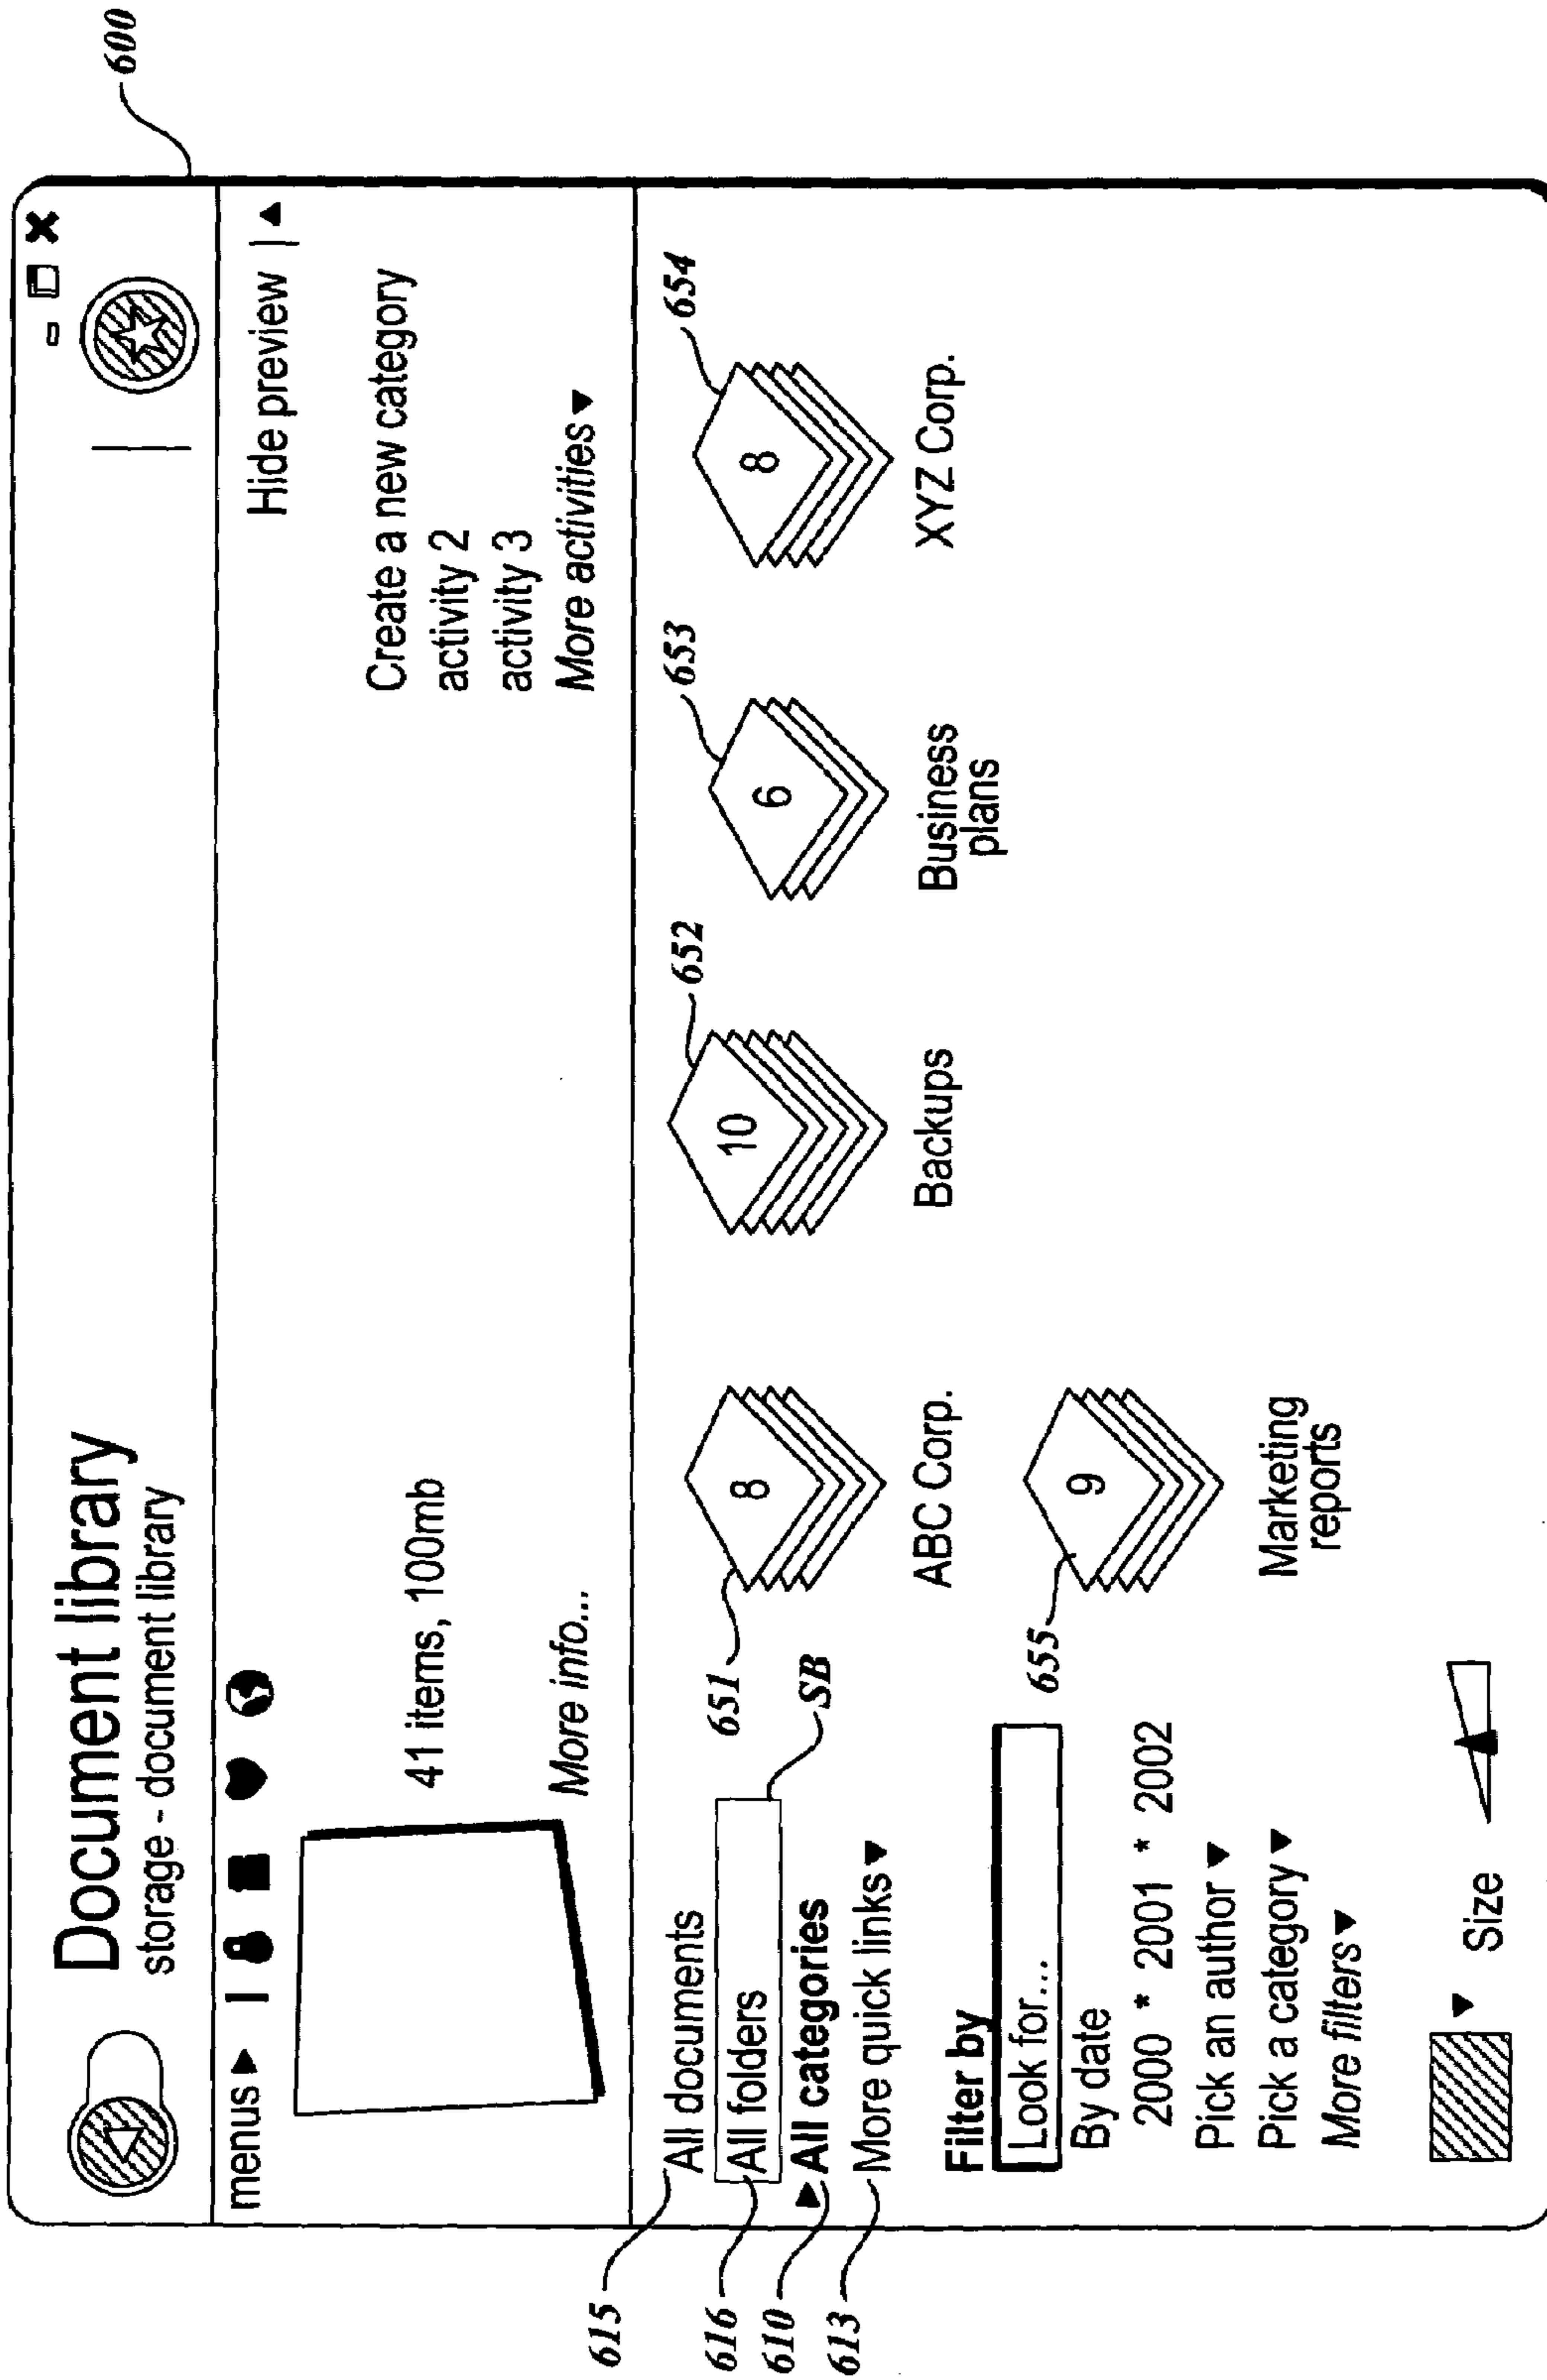 600
Document library
storage - document library
menus
Hide preview
41 items, 100mb
More info...
Create a new category
activity 2
activity 3
More activities
615
All documents
616
All folders
SB
610
All categories
613
More quick links
Filter by
Look for...
By date
2000 * 2001 * 2002
Pick an author
Pick a category
More filters
Size
651
8
ABC Corp.
652
10
Backups
653
6
Business
plans
654
8
XYZ Corp.
655
9
Marketing
reports